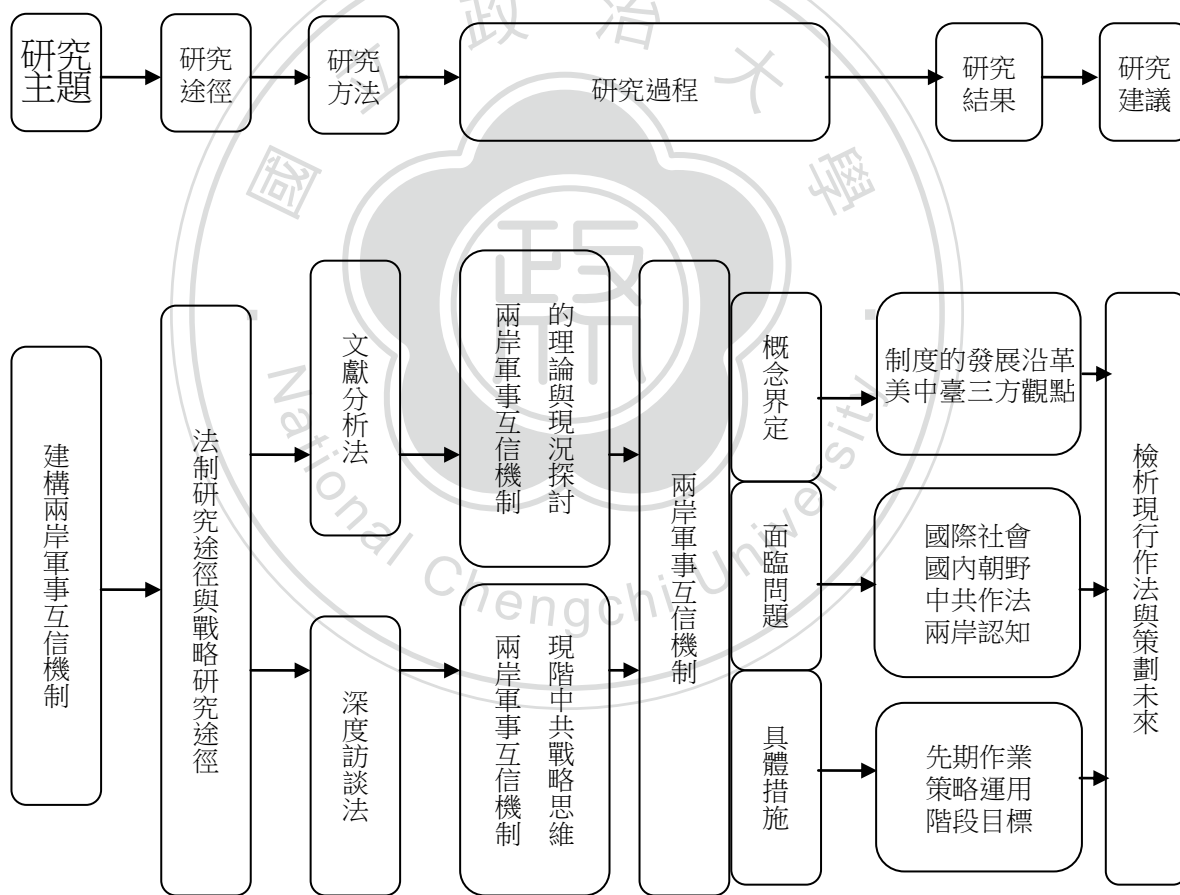 研究
主題
研究
途徑
研究
方法
研究過程
研究
結果
研究
建議
建構兩岸軍事互信機制
法制研究途徑與戰略研究途徑
文獻分析法
深度訪談法
兩岸軍事互信機制
的理論與現況探討
兩岸軍事互信機制
現階中共戰略思維
兩岸軍事互信機制
概念界定
面臨問題
具體措施
制度的發展沿革
美中臺三方觀點
國際社會
國內朝野
中共作法
兩岸認知
先期作業
策略運用
階段目標
檢析現行作法與策劃未來
國立政治大學
National Chengchi University